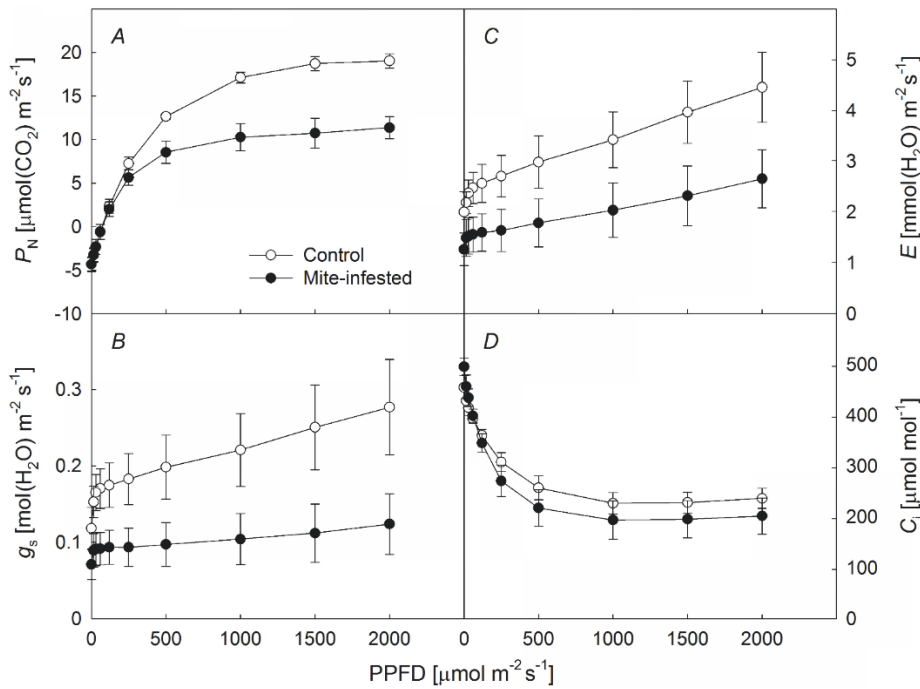 A
20
15
10
5
0
-5
-10
P_N [μmol(CO₂) m⁻² s⁻¹]
Control
Mite-infested
C
5
4
3
2
1
0
E [mmol(H₂O) m⁻² s⁻¹]
B
0.3
0.2
0.1
0
g_s [mol(H₂O) m⁻² s⁻¹]
0 500 1000 1500 2000
D
500
400
300
200
100
0
C_i [μmol mol⁻¹]
0 500 1000 1500 2000
PPFD [μmol m⁻² s⁻¹]